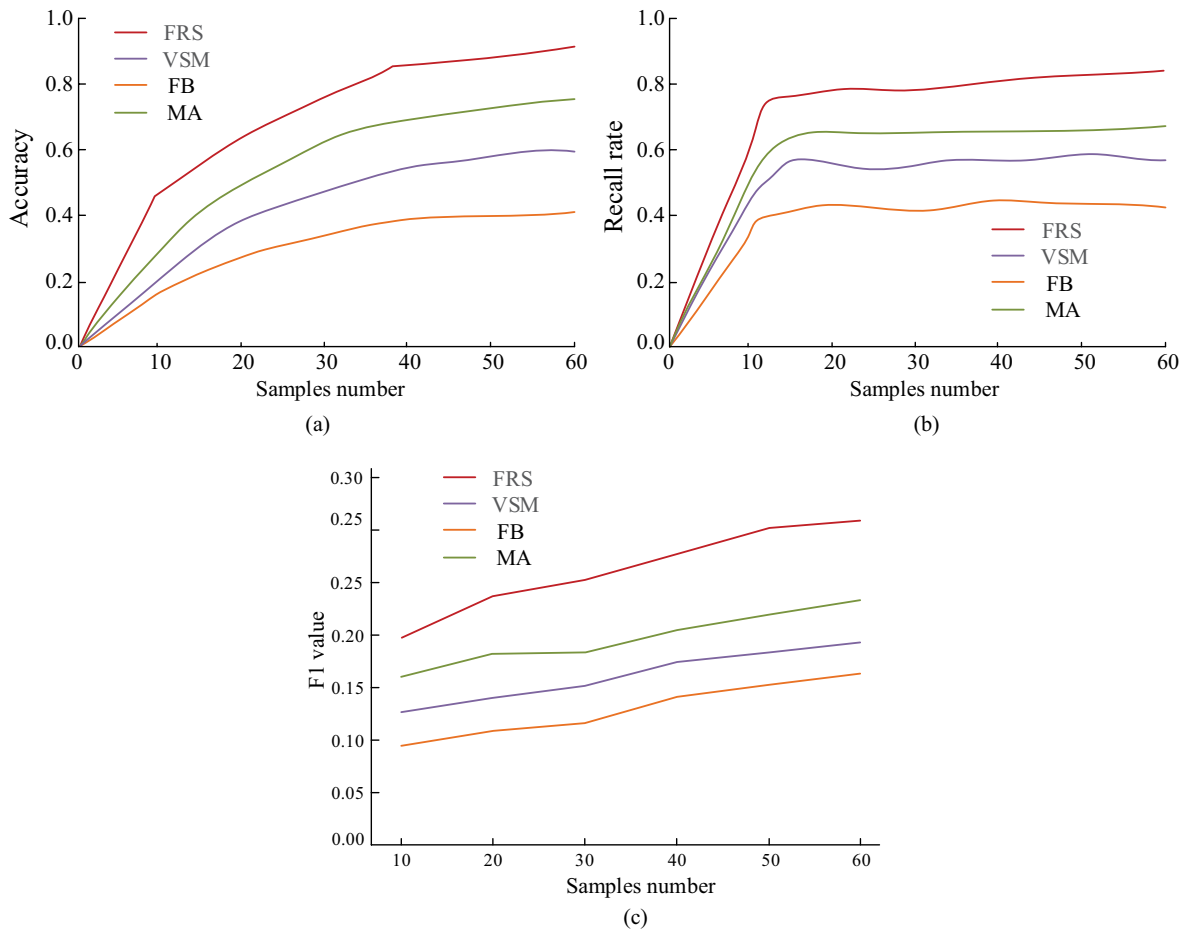 1.0
0.8
0.6
0.4
0.2
0.0
Accuracy
FRS
VSM
FB
MA
0 10 20 30 40 50 60
Samples number
(a)
1.0
0.8
0.6
0.4
0.2
0.0
Recall rate
FRS
VSM
FB
MA
0 10 20 30 40 50 60
Samples number
(b)
0.30
0.25
0.25
0.20
0.15
0.10
0.05
0.00
F1 value
FRS
VSM
FB
MA
10 20 30 40 50 60
Samples number
(c)